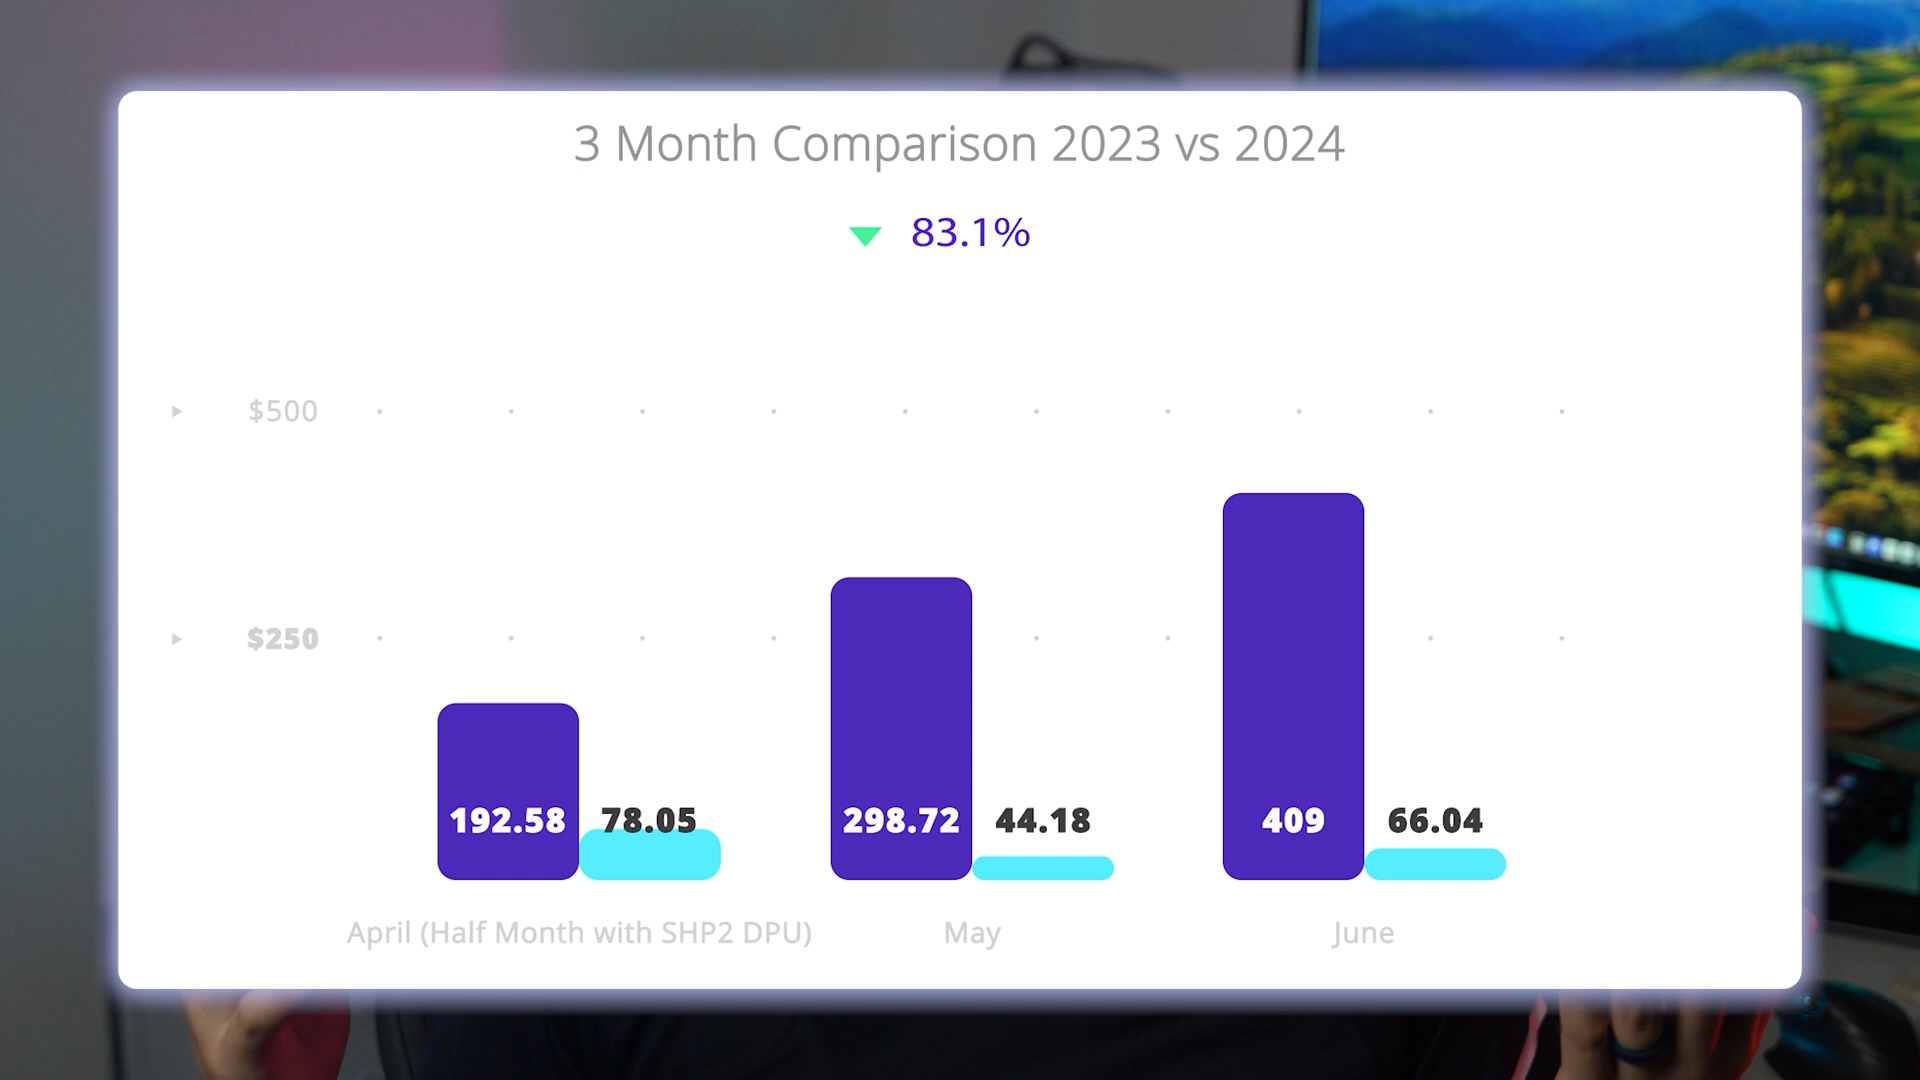 3 Month Comparison 2023 vs 2024
83.1%
$500
$250
192.58
78.05
298.72
44.18
409
66.04
April (Half Month with SHP2 DPU)
May
June